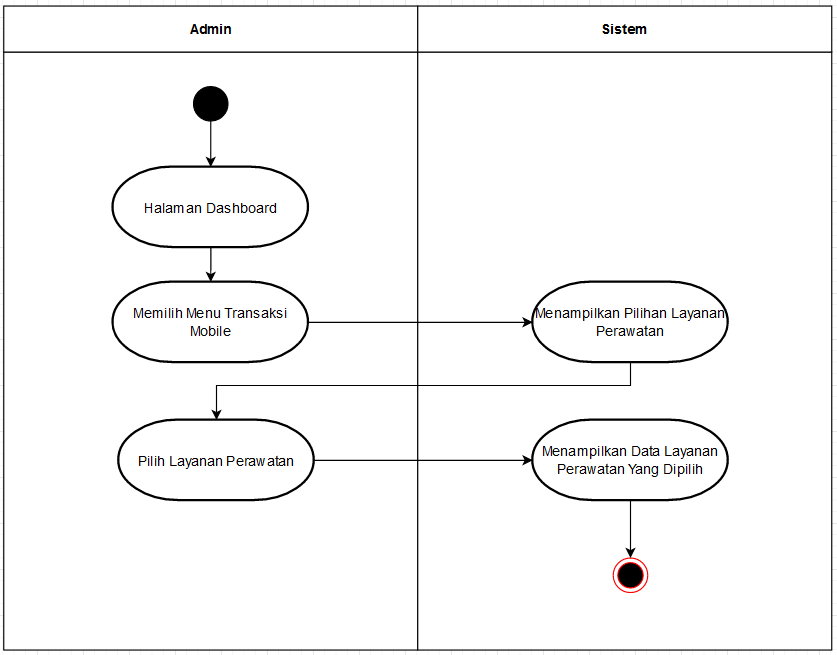 Admin
Sistem
Halaman Dashboard
Memilih Menu Transaksi
Mobile
Menampilkan Pilihan Layanan
Perawatan
Pilih Layanan Perawatan
Menampilkan Data Layanan
Perawatan Yang Dipilih